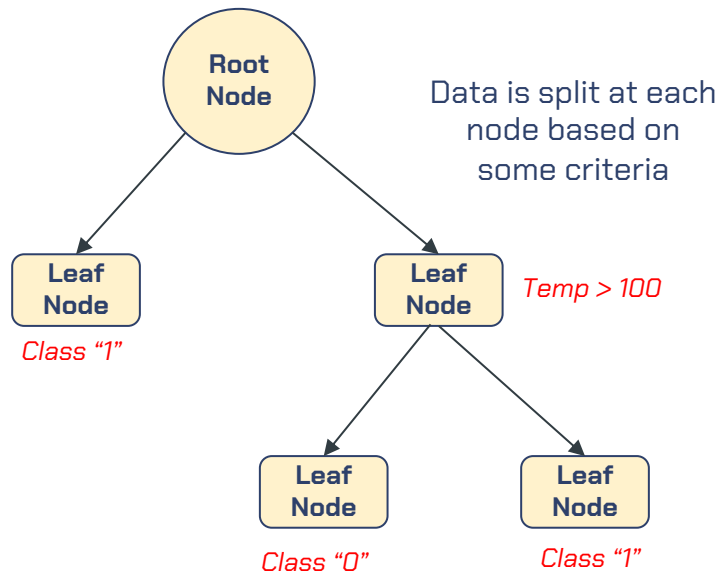 Root
Node
Data is split at each
node based on
some criteria
Leaf
Node
Class “1”
Leaf
Node
Temp > 100
Leaf
Node
Class “0”
Leaf
Node
Class “1”